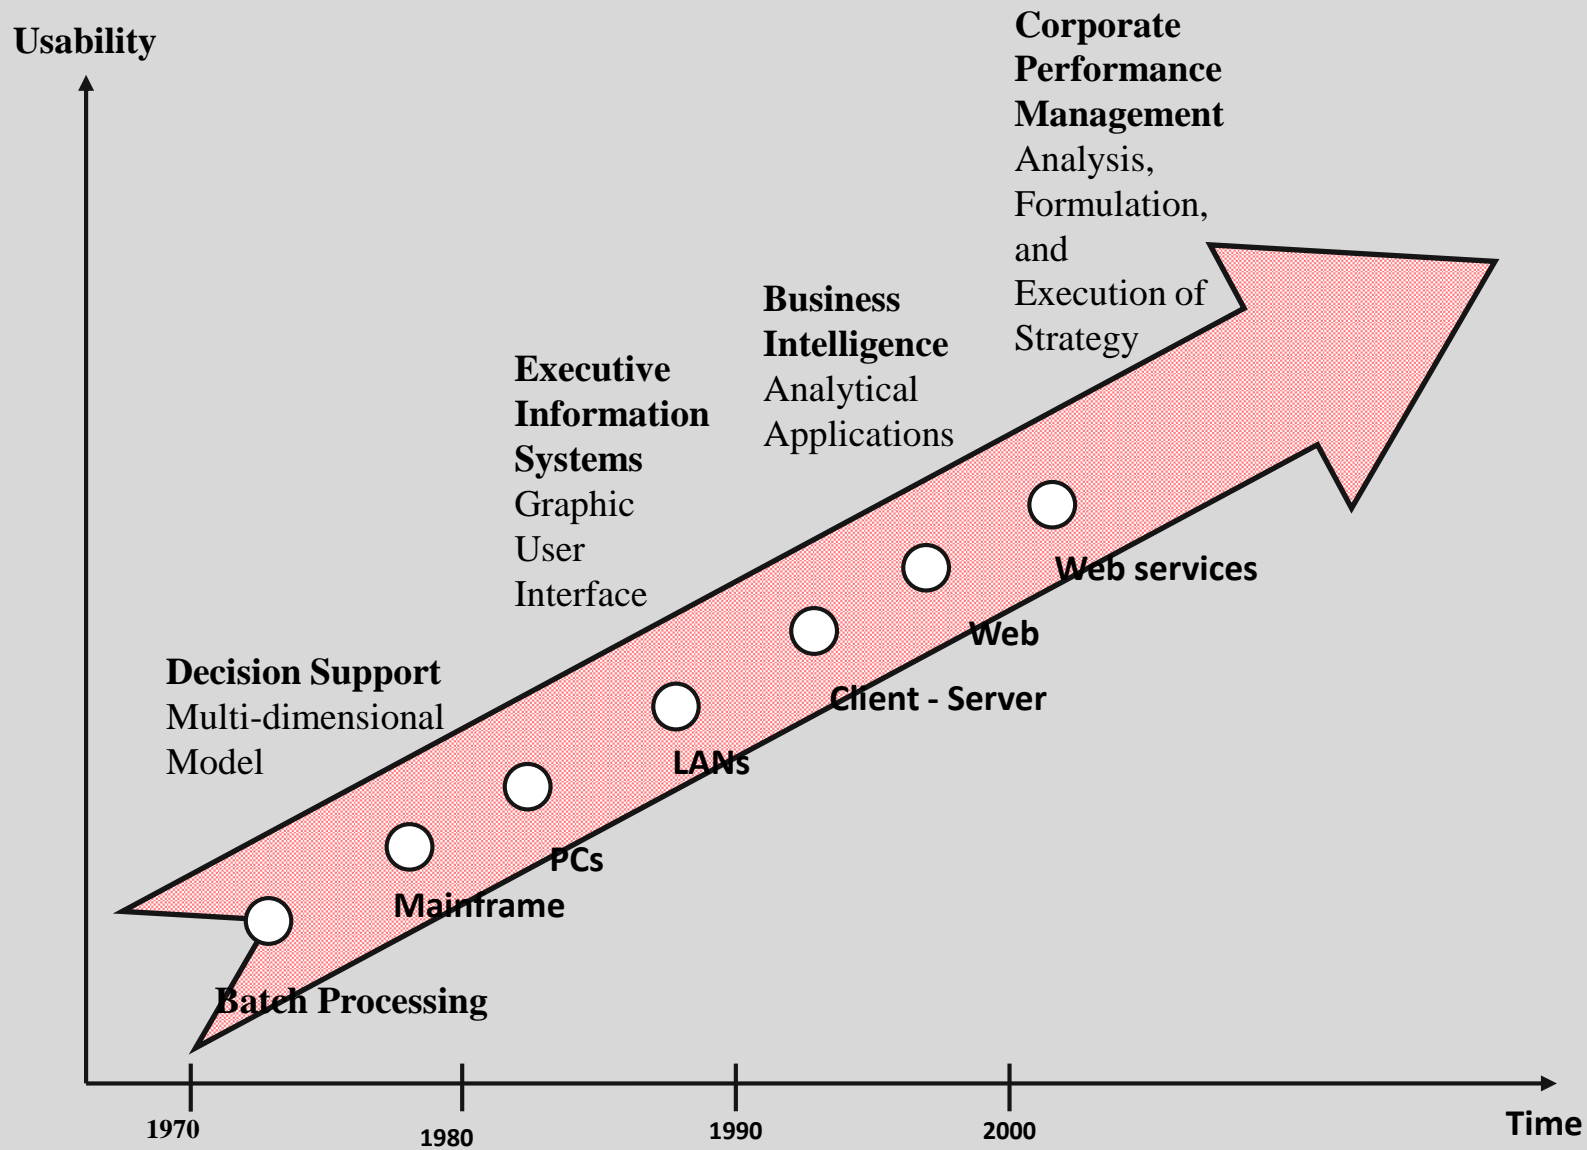 Usability
Corporate
Performance
Management
Analysis,
Formulation,
and
Execution of
Strategy
Business
Intelligence
Analytical
Applications
Executive
Information
Systems
Graphic
User
Interface
Decision Support
Multi-dimensional
Model
Web services
Web
Client - Server
LANs
PCs
Mainframe
Batch Processing
1970
1980
1990
2000
Time